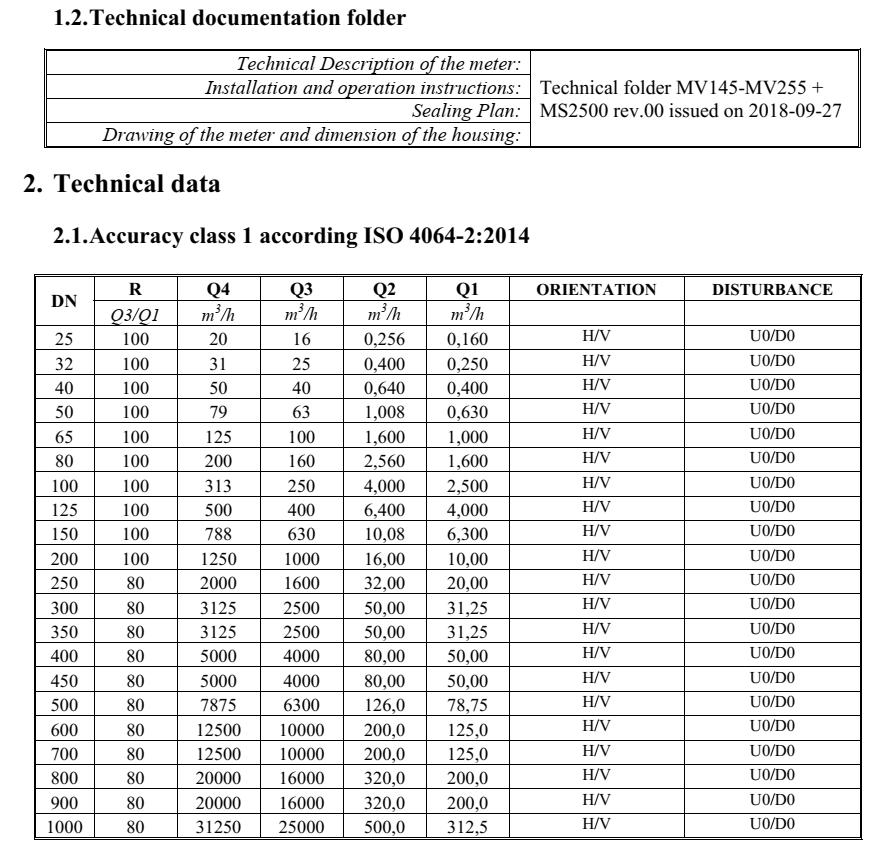 1.2.Technical documentation folder
Technical Description of the meter:
Installation and operation instructions:
Sealing Plan:
Drawing of the meter and dimension of the housing:
Technical folder MV145-MV255 +
MS2500 rev.00 issued on 2018-09-27
2. Technical data
2.1.Accuracy class 1 according ISO 4064-2:2014
DN R Q4 Q3 Q2 Q1 ORIENTATION DISTURBANCE
Q3/Q1 m³/h m³/h m³/h m³/h
25 100 20 16 0,256 0,160 H/V U0/D0
32 100 31 25 0,400 0,250 H/V U0/D0
40 100 50 40 0,640 0,400 H/V U0/D0
50 100 79 63 1,008 0,630 H/V U0/D0
65 100 125 100 1,600 1,000 H/V U0/D0
80 100 200 160 2,560 1,600 H/V U0/D0
100 100 313 250 4,000 2,500 H/V U0/D0
125 100 500 400 6,400 4,000 H/V U0/D0
150 100 788 630 10,08 6,300 H/V U0/D0
200 100 1250 1000 16,00 10,00 H/V U0/D0
250 80 2000 1600 32,00 20,00 H/V U0/D0
300 80 3125 2500 50,00 31,25 H/V U0/D0
350 80 3125 2500 50,00 31,25 H/V U0/D0
400 80 5000 4000 80,00 50,00 H/V U0/D0
450 80 5000 4000 80,00 50,00 H/V U0/D0
500 80 7875 6300 126,0 78,75 H/V U0/D0
600 80 12500 10000 200,0 125,0 H/V U0/D0
700 80 12500 10000 200,0 125,0 H/V U0/D0
800 80 20000 16000 320,0 200,0 H/V U0/D0
900 80 20000 16000 320,0 200,0 H/V U0/D0
1000 80 31250 25000 500,0 312,5 H/V U0/D0